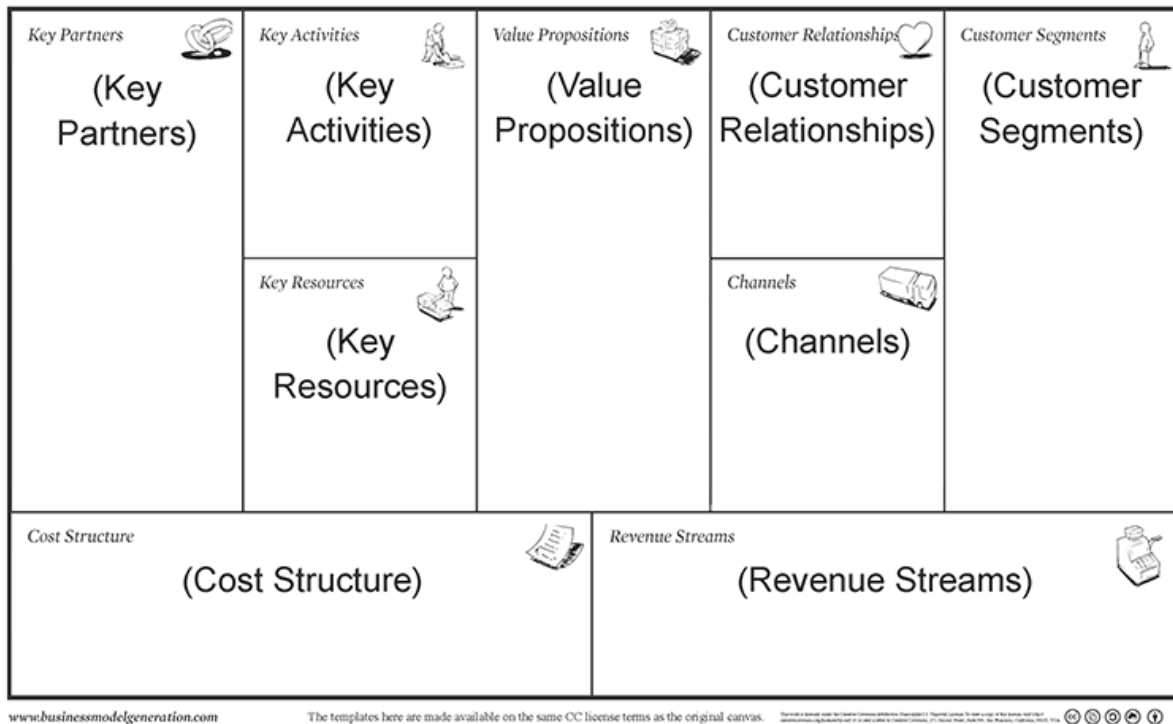 Key Partners
(Key
Partners)
Key Activities
(Key
Activities)
Key Resources
(Key
Resources)
Value Propositions
(Value
Propositions)
Customer Relationships
(Customer
Relationships)
Channels
(Channels)
Customer Segments
(Customer
Segments)
Cost Structure
(Cost Structure)
Revenue Streams
(Revenue Streams)
www.businessmodelgeneration.com
The templates here are made available on the same CC license terms as the original canvas.